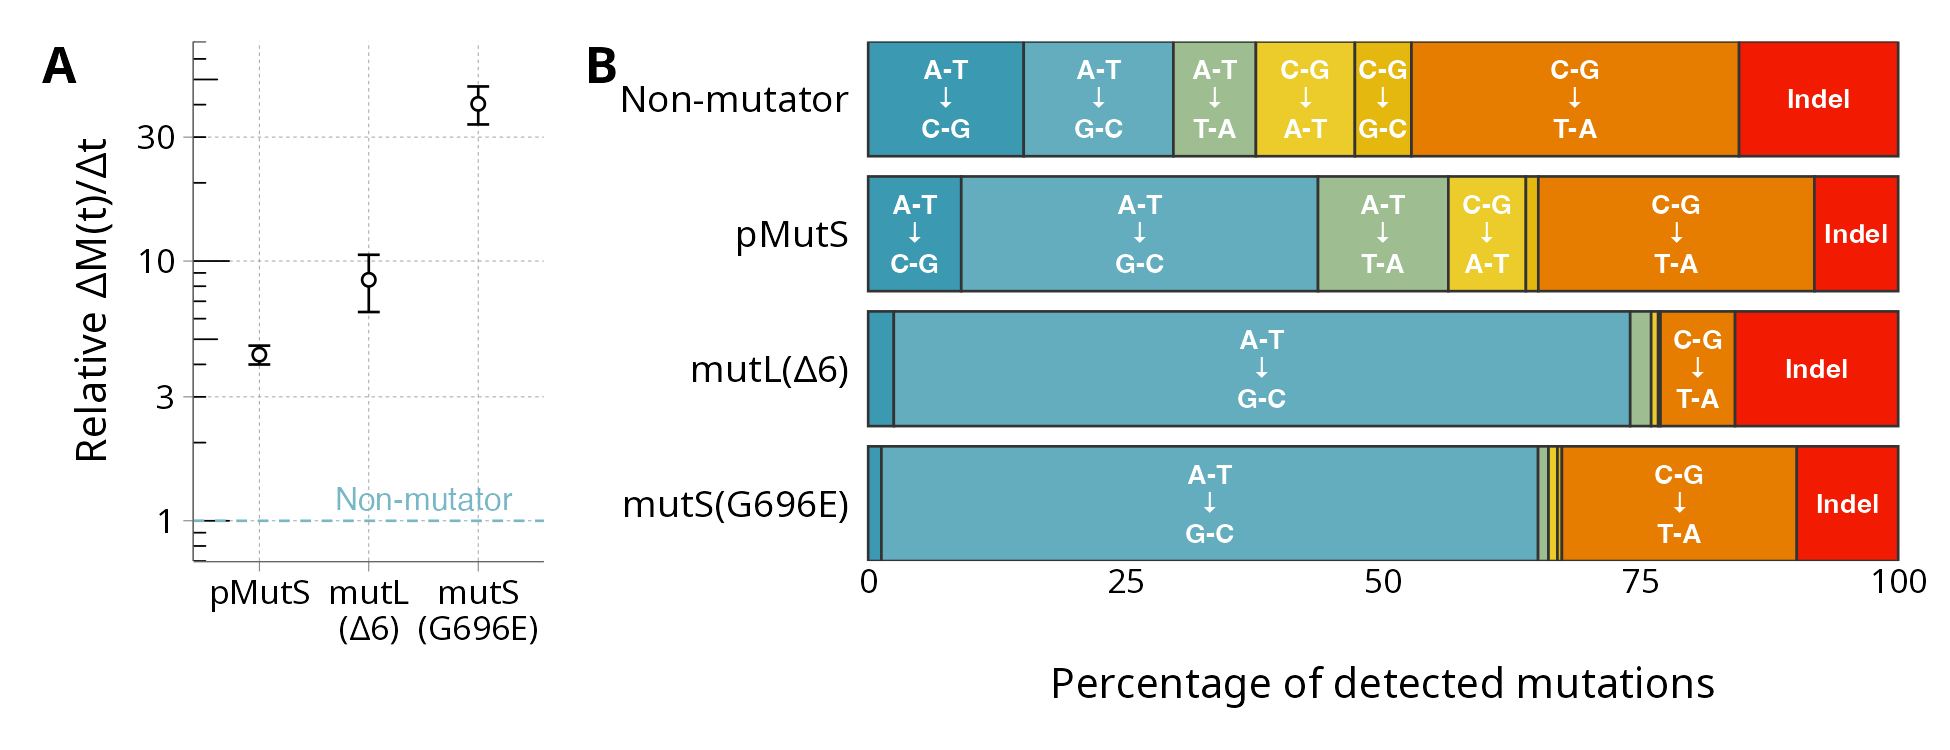 A
Relative ΔM(t)/Δt
30
10
3
1
Non-mutator
pMutS
mutL
(Δ6)
mutS
(G696E)
B
Non-mutator
A-T
↓
C-G
A-T
↓
G-C
A-T
↓
T-A
C-G
↓
A-T
C-G
↓
G-C
C-G
↓
T-A
Indel
pMutS
A-T
↓
C-G
A-T
↓
G-C
A-T
↓
T-A
C-G
↓
A-T
C-G
↓
T-A
Indel
mutL(Δ6)
A-T
↓
G-C
C-G
↓
T-A
Indel
mutS(G696E)
A-T
↓
G-C
C-G
↓
T-A
Indel
0 25 50 75 100
Percentage of detected mutations